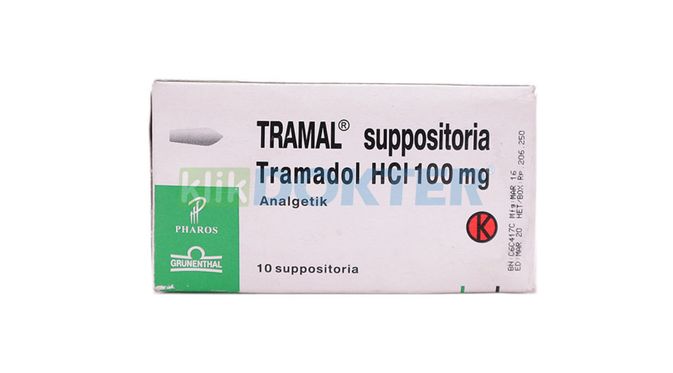 TRAMAL® suppositoria
Tramadol HCl 100 mg
Analgetik
klikDOKTER
PHAROS
GRUNENTHAL
10 suppositoria
K
BN C6C417C Mfg MAR 16
ED MAR 20 HET/BOX Rp 206.250